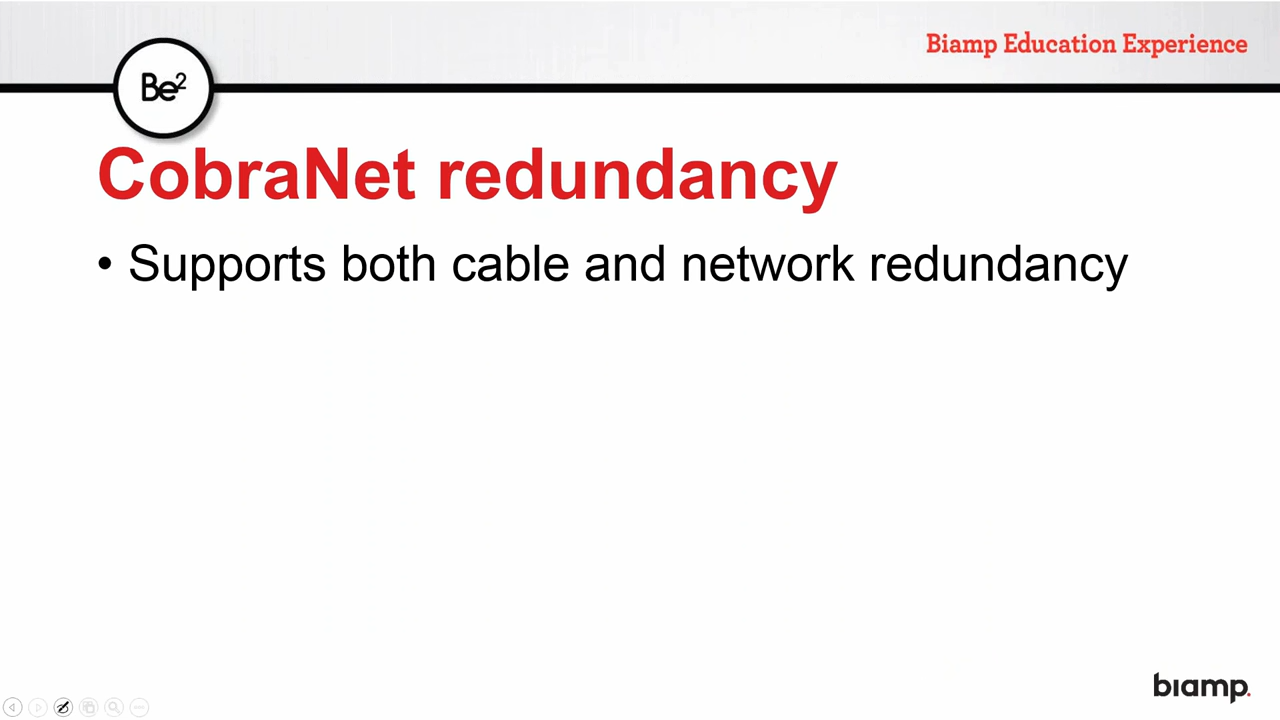 Biamp Education Experience
Be²
CobraNet redundancy
• Supports both cable and network redundancy
biamp.